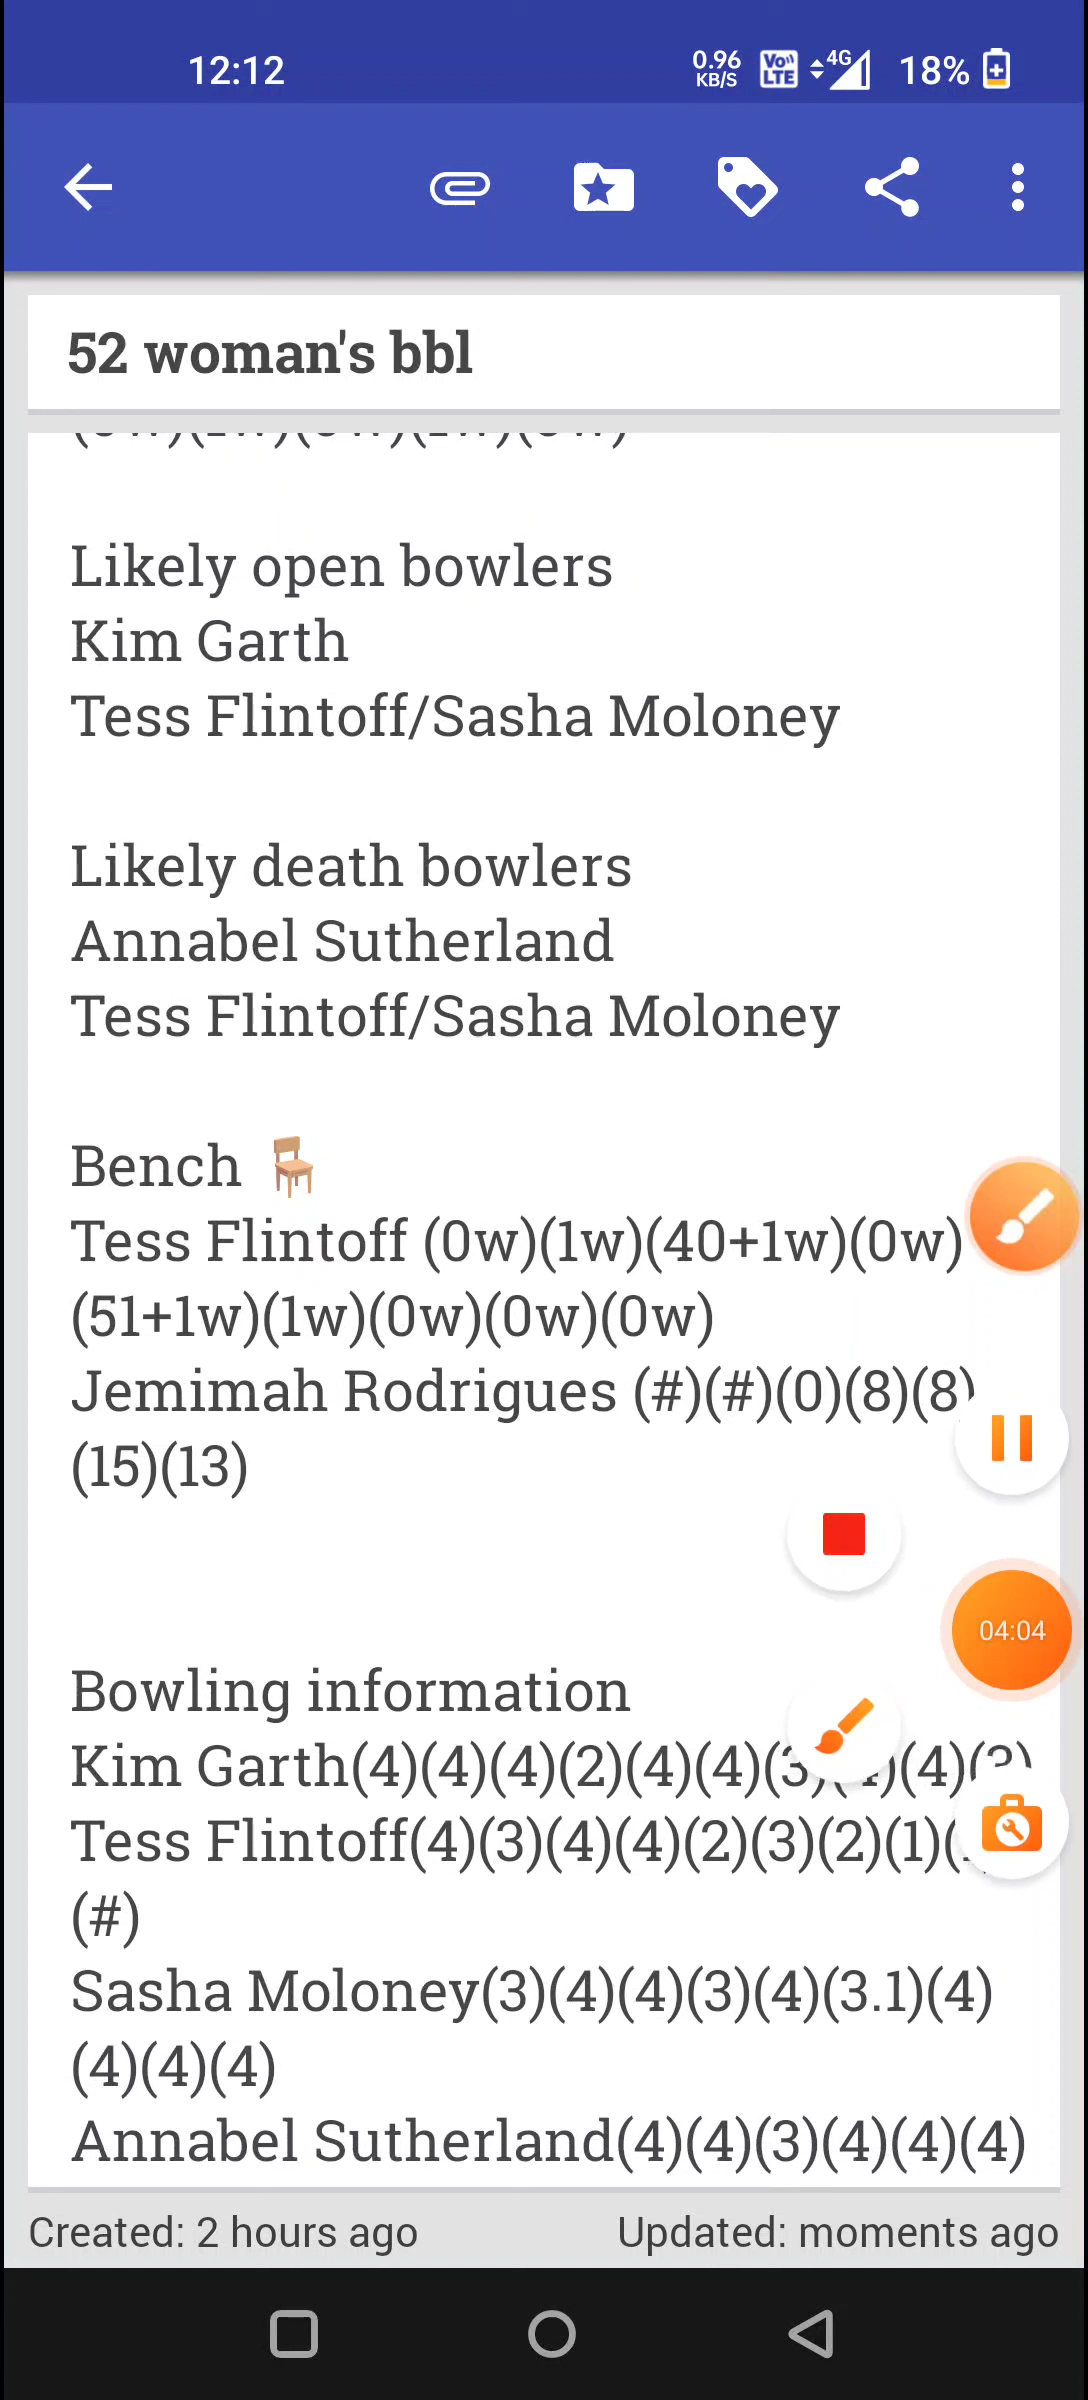 12:12
0.96
KB/S
Vo))
LTE
4G
18%
52 woman's bbl
Likely open bowlers
Kim Garth
Tess Flintoff/Sasha Moloney
Likely death bowlers
Annabel Sutherland
Tess Flintoff/Sasha Moloney
Bench 🪑
Tess Flintoff (0w)(1w)(40+1w)(0w)
(51+1w)(1w)(0w)(0w)(0w)
Jemimah Rodrigues (#)(#)(0)(8)(8)
(15)(13)
04:04
Bowling information
Kim Garth(4)(4)(4)(2)(4)(4)(3)(4)
Tess Flintoff(4)(3)(4)(4)(2)(3)(2)(1)
(#)
Sasha Moloney(3)(4)(4)(3)(4)(3.1)(4)
(4)(4)(4)
Annabel Sutherland(4)(4)(3)(4)(4)(4)
Created: 2 hours ago
Updated: moments ago